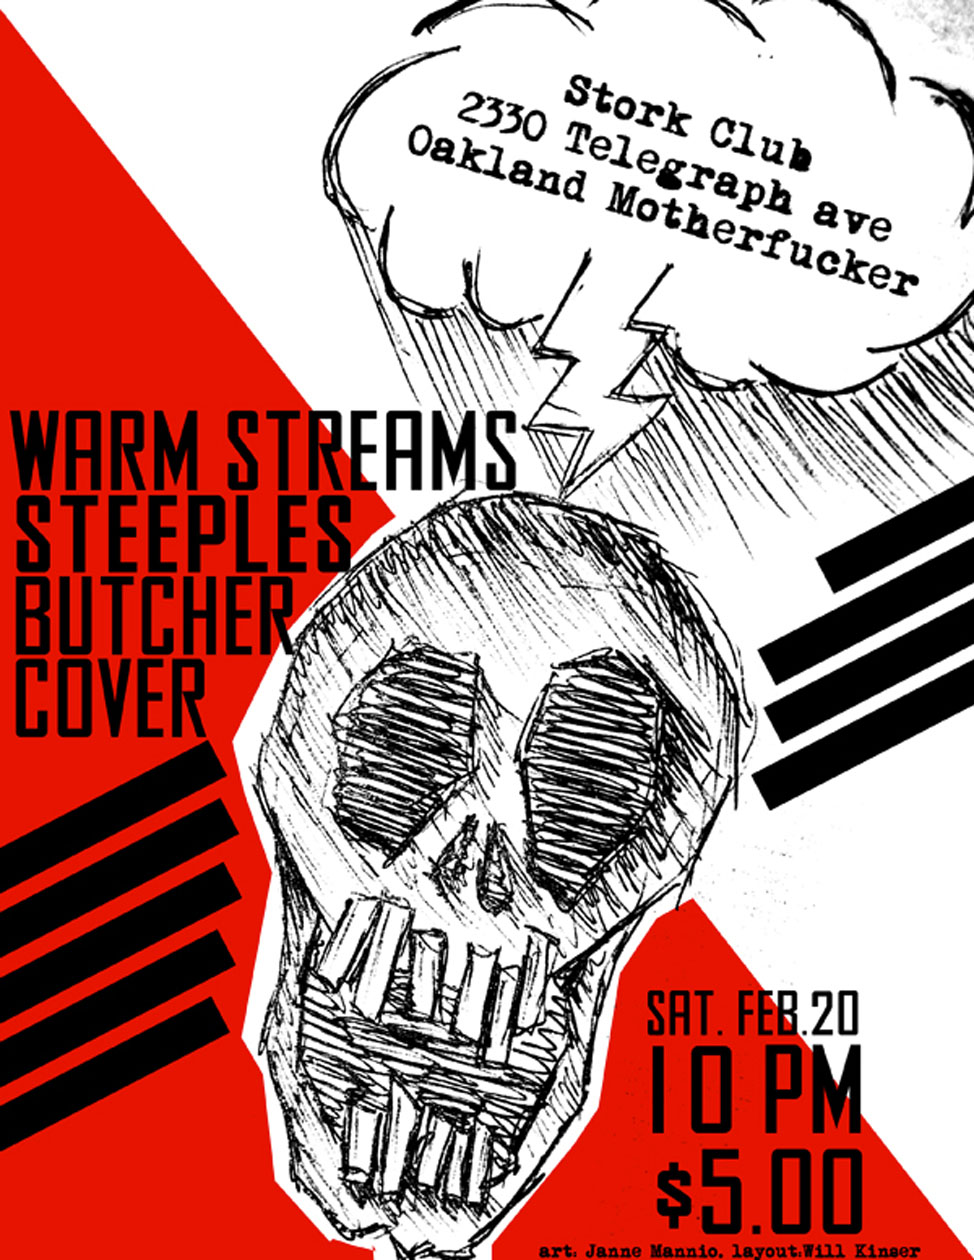 Stork Club
2330 Telegraph ave
Oakland Motherfucker
WARM STREAMS
STEEPLES
BUTCHER
COVER
SAT. FEB.20
10 PM
$5.00
art: Janne Mannio, layout:Will Kinser